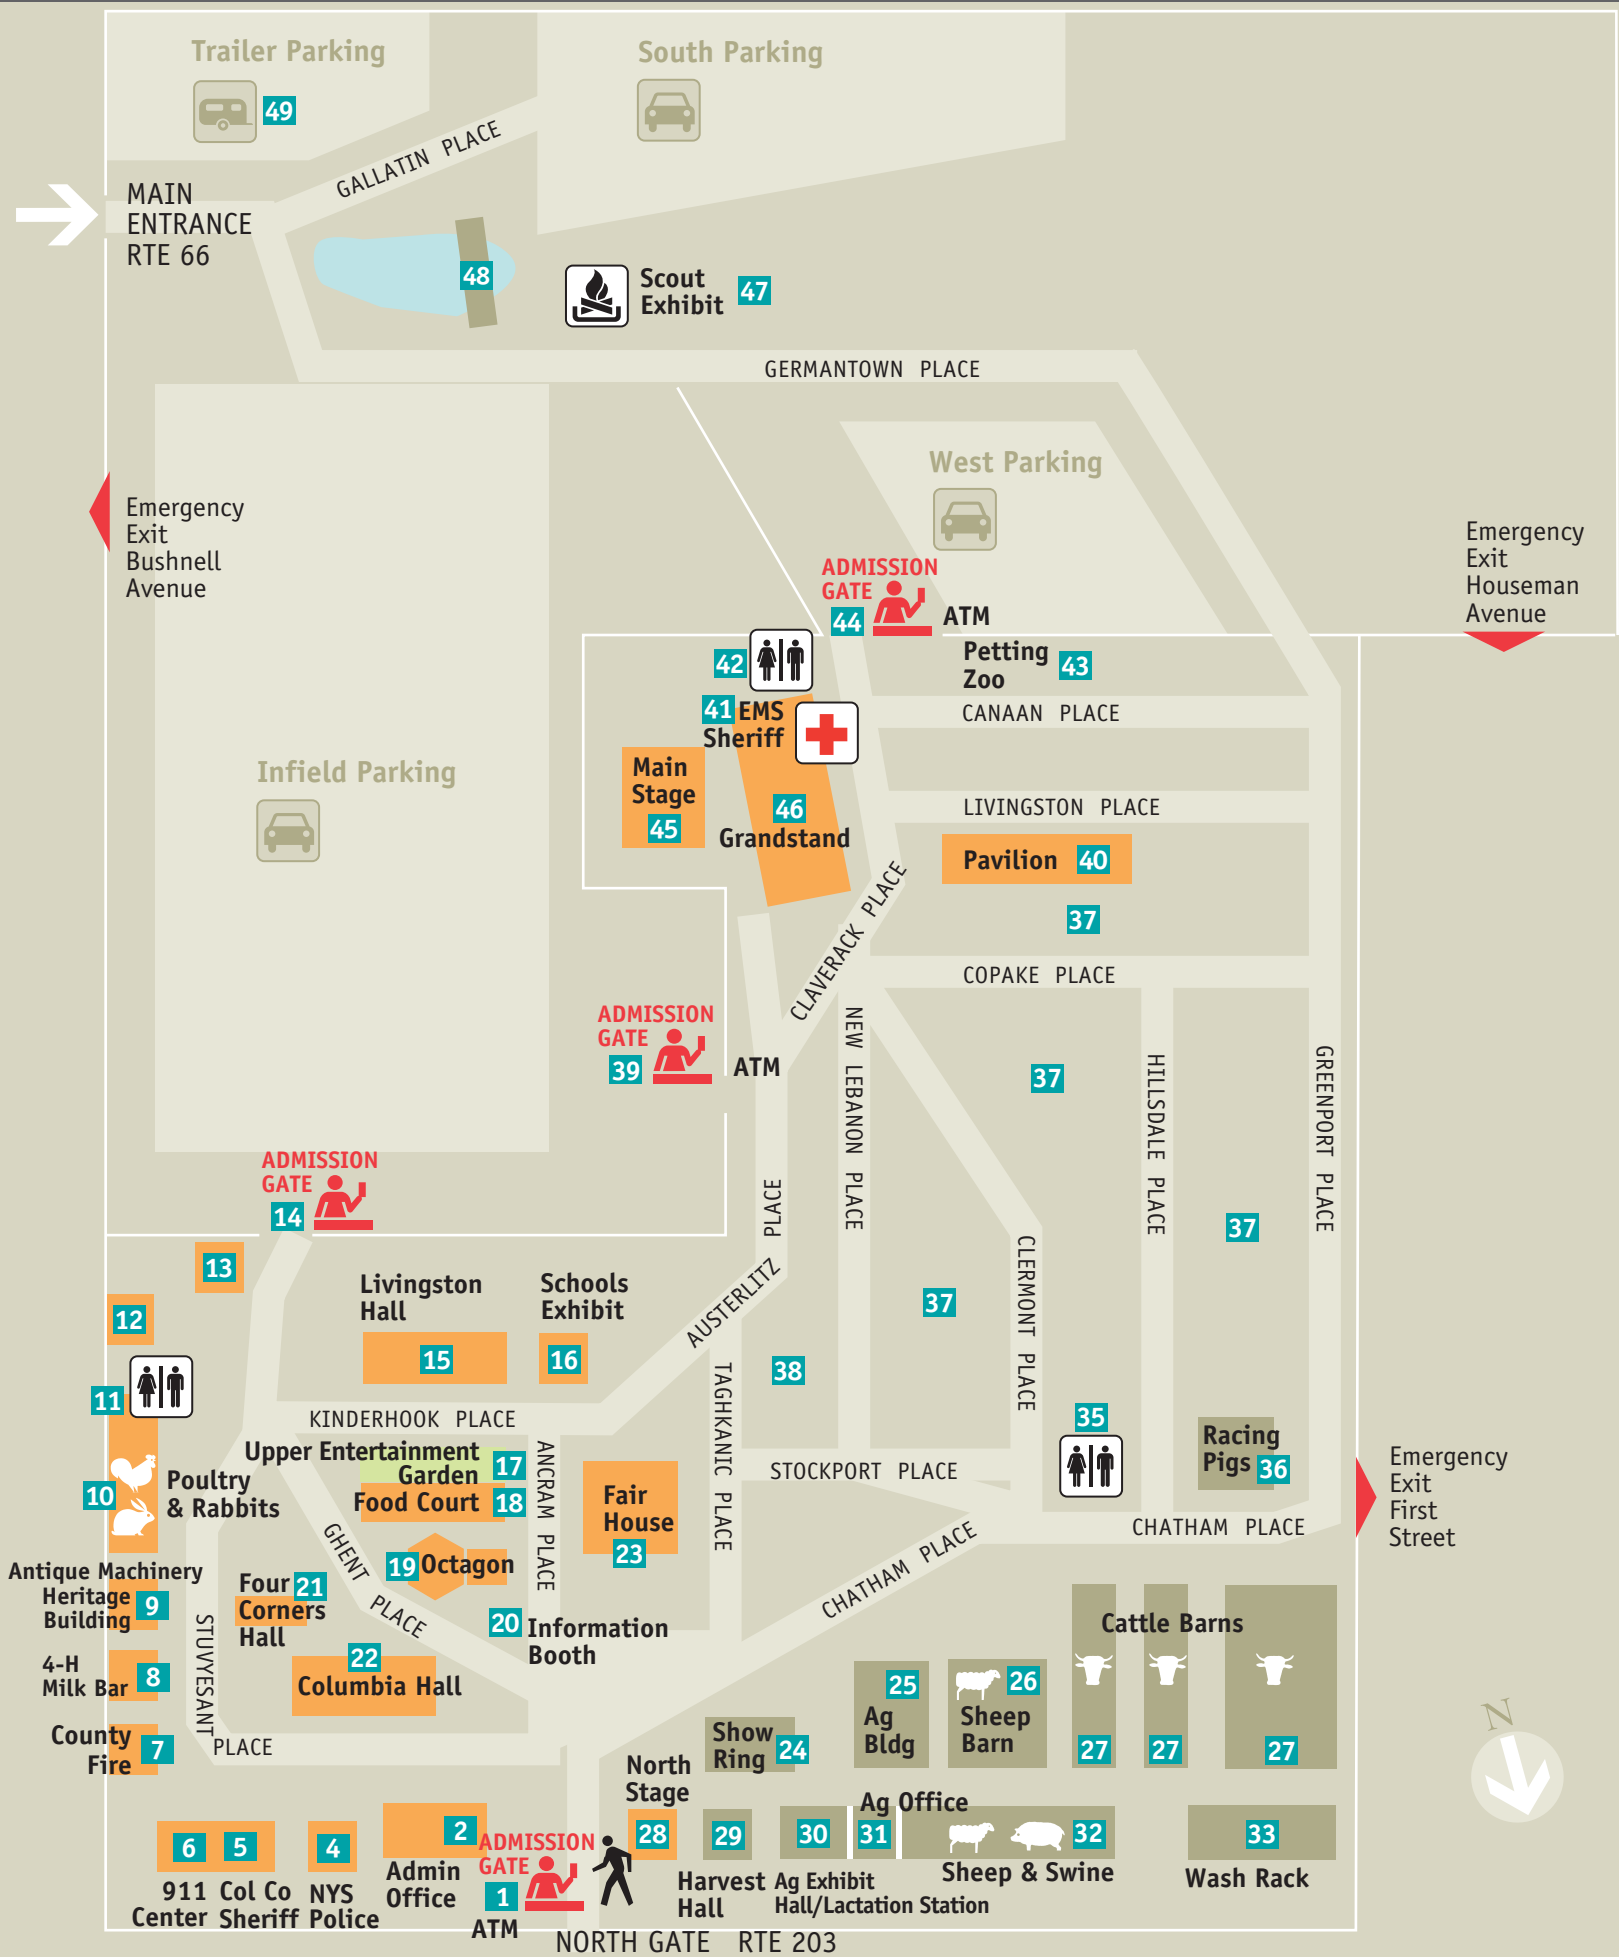 Trailer Parking
49
South Parking
GALLATIN PLACE
MAIN
ENTRANCE
RTE 66
48
Scout
Exhibit
47
GERMANTOWN PLACE
West Parking
Emergency
Exit
Bushnell
Avenue
Emergency
Exit
Houseman
Avenue
ADMISSION
GATE
44
ATM
42
Petting
Zoo
43
41
EMS
Sheriff
CANAAN PLACE
Main
Stage
45
46
Grandstand
LIVINGSTON PLACE
Infield Parking
Pavilion
40
37
CLAVERACK PLACE
COPAKE PLACE
ADMISSION
GATE
39
ATM
NEW LEBANON PLACE
37
HILLSDALE PLACE
GREENPORT PLACE
ADMISSION
GATE
14
AUSTERLITZ PLACE
37
13
12
Livingston
Hall
15
Schools
Exhibit
16
37
CLERMONT PLACE
38
11
KINDERHOOK PLACE
TAGHKANIC PLACE
35
Racing
Pigs
36
Upper Entertainment
Garden
17
Food Court
18
ANCRAM PLACE
STOCKPORT PLACE
Emergency
Exit
First
Street
10
Poultry
& Rabbits
Fair
House
23
CHATHAM PLACE
CHATHAM PLACE
GHENT PLACE
19
Octagon
Antique Machinery
Heritage
Building
9
Four
Corners
Hall
21
20
Information
Booth
STUVYESANT PLACE
4-H
Milk Bar
8
22
Columbia Hall
Cattle Barns
27
27
27
25
Ag
Bldg
26
Sheep
Barn
County
Fire
7
Show
Ring
24
North
Stage
28
N
6
5
4
2
ADMISSION
GATE
1
ATM
29
30
Ag Office
31
32
33
911
Center
Col Co
Sheriff
NYS
Police
Admin
Office
Harvest
Hall
Ag Exhibit
Hall/Lactation Station
Sheep & Swine
Wash Rack
NORTH GATE RTE 203